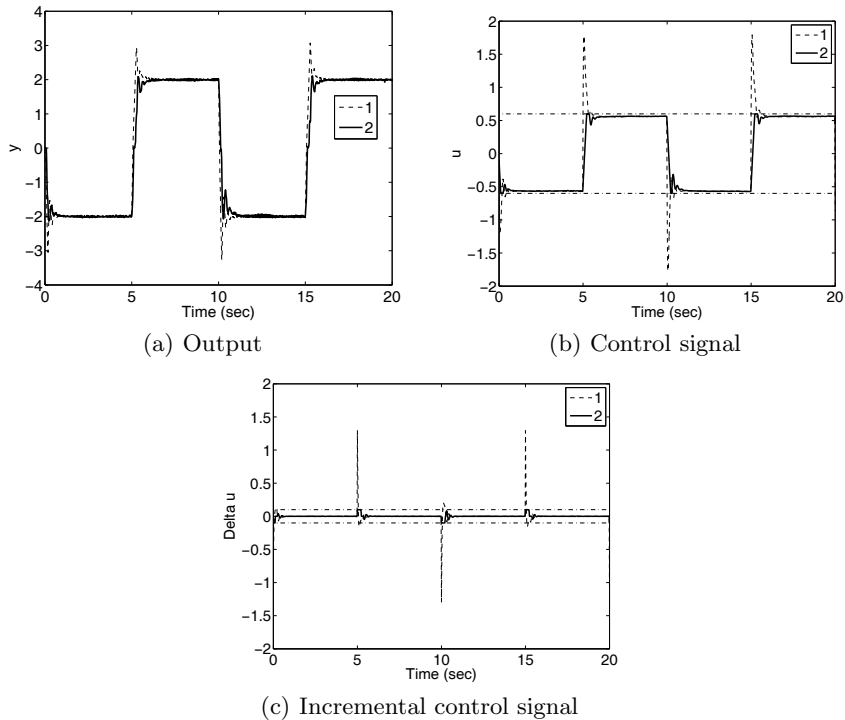 4
3
2
1
0
−1
−2
−3
−4
y
0 5 10 15 20
Time (sec)
1
2
(a) Output
2
1.5
1
0.5
0
−0.5
−1
−1.5
−2
u
0 5 10 15 20
Time (sec)
1
2
(b) Control signal
2
1.5
1
0.5
0
−0.5
−1
−1.5
−2
Delta u
0 5 10 15 20
Time (sec)
1
2
(c) Incremental control signal